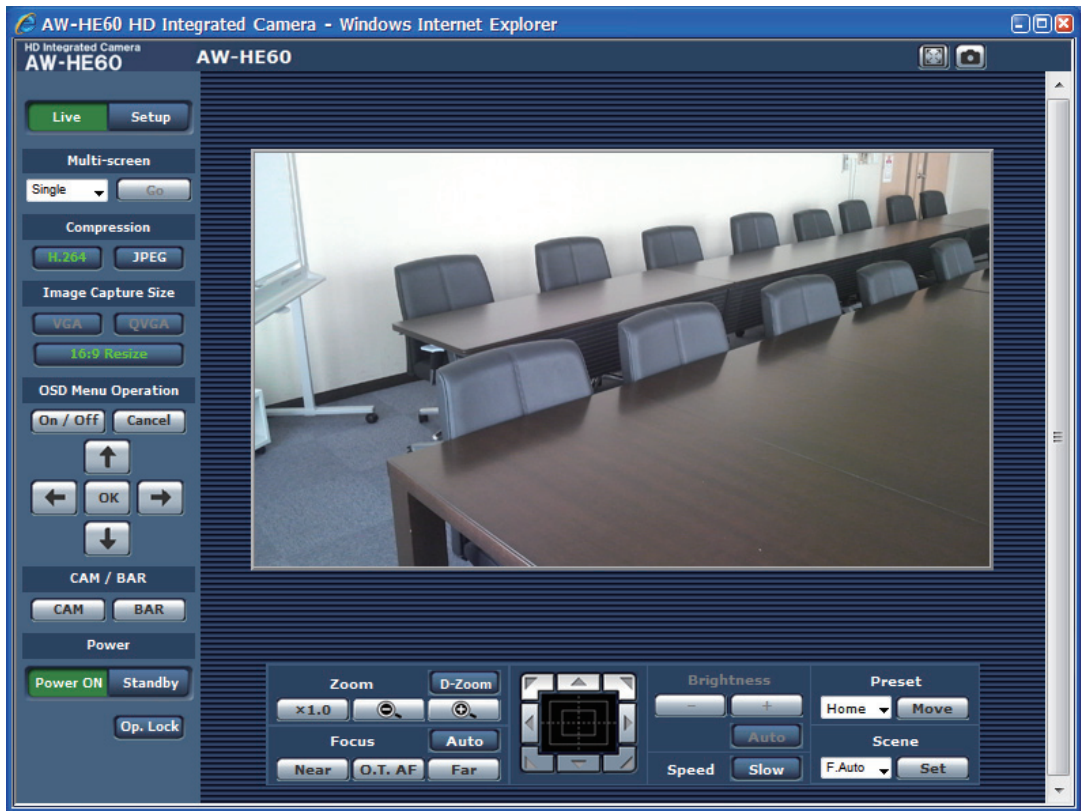 AW-HE60 HD Integrated Camera - Windows Internet Explorer
HD Integrated Camera
AW-HE60
AW-HE60
Live Setup
Multi-screen
Single Go
Compression
H.264 JPEG
Image Capture Size
VGA QVGA
16:9 Resize
OSD Menu Operation
On / Off Cancel
OK
CAM / BAR
CAM BAR
Power
Power ON Standby
Op. Lock
Zoom D-Zoom
×1.0
Focus Auto
Near O.T. AF Far
Brightness
- +
Auto
Speed Slow
Preset
Home Move
Scene
F.Auto Set